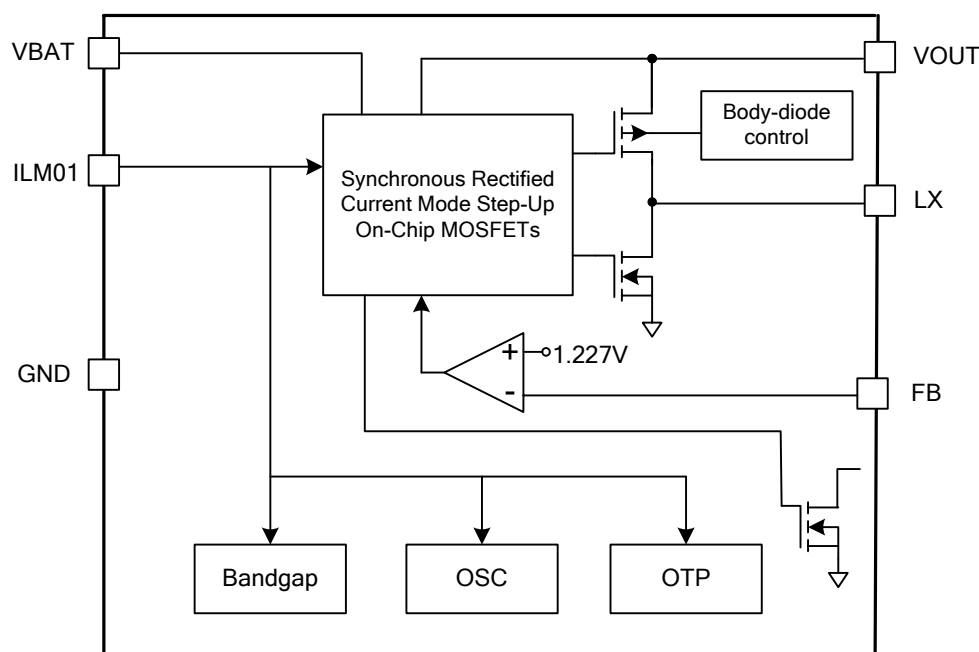 VBAT
VOUT
Body-diode
control
ILM01
Synchronous Rectified
Current Mode Step-Up
On-Chip MOSFETs
LX
+
1.227V
GND
-
FB
Bandgap
OSC
OTP